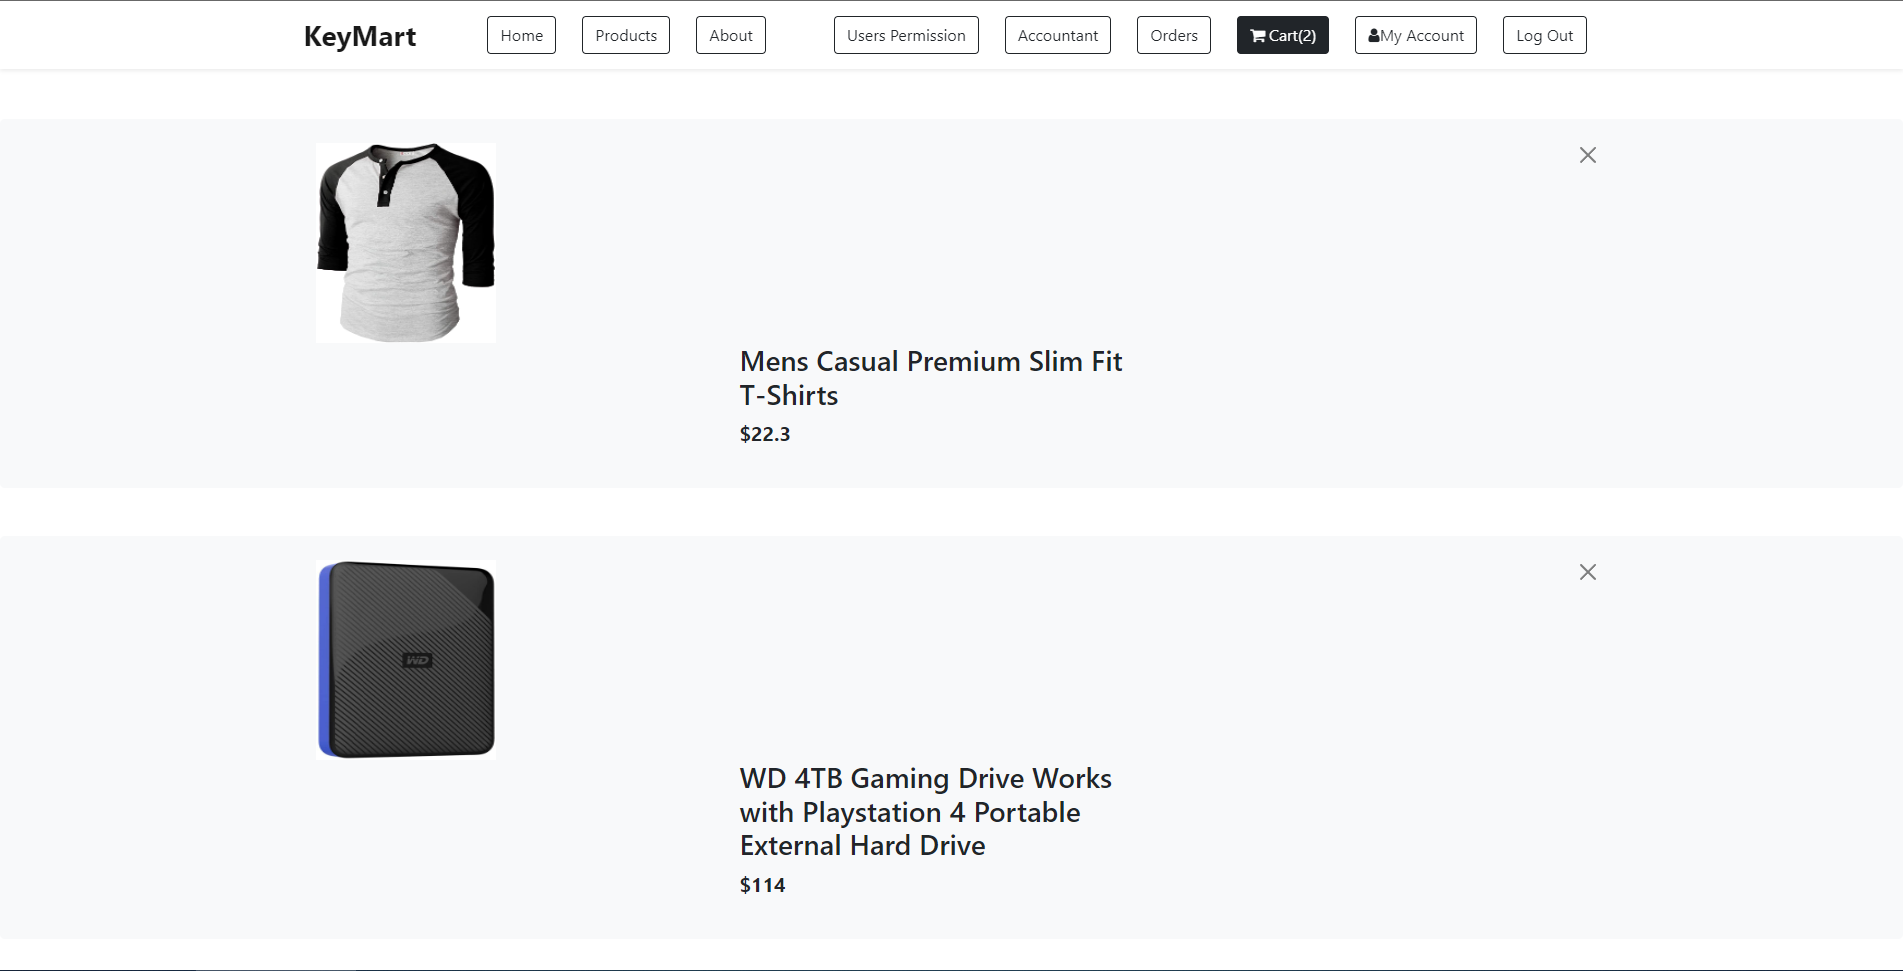 KeyMart
Home
Products
About
Users Permission
Accountant
Orders
Cart(2)
My Account
Log Out
Mens Casual Premium Slim Fit
T-Shirts
$22.3
WD
WD 4TB Gaming Drive Works
with Playstation 4 Portable
External Hard Drive
$114